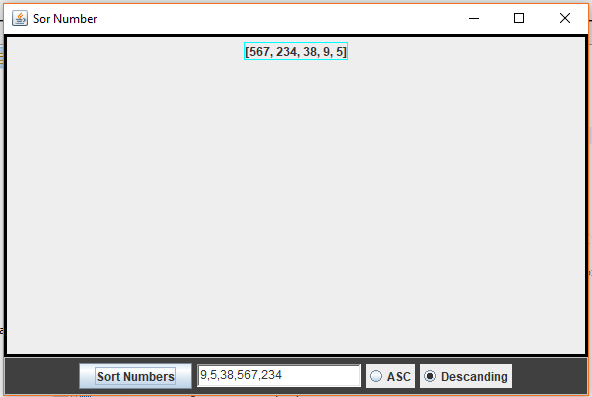 Sor Number
[567, 234, 38, 9, 5]
Sort Numbers 9,5,38,567,234 ASC Descanding